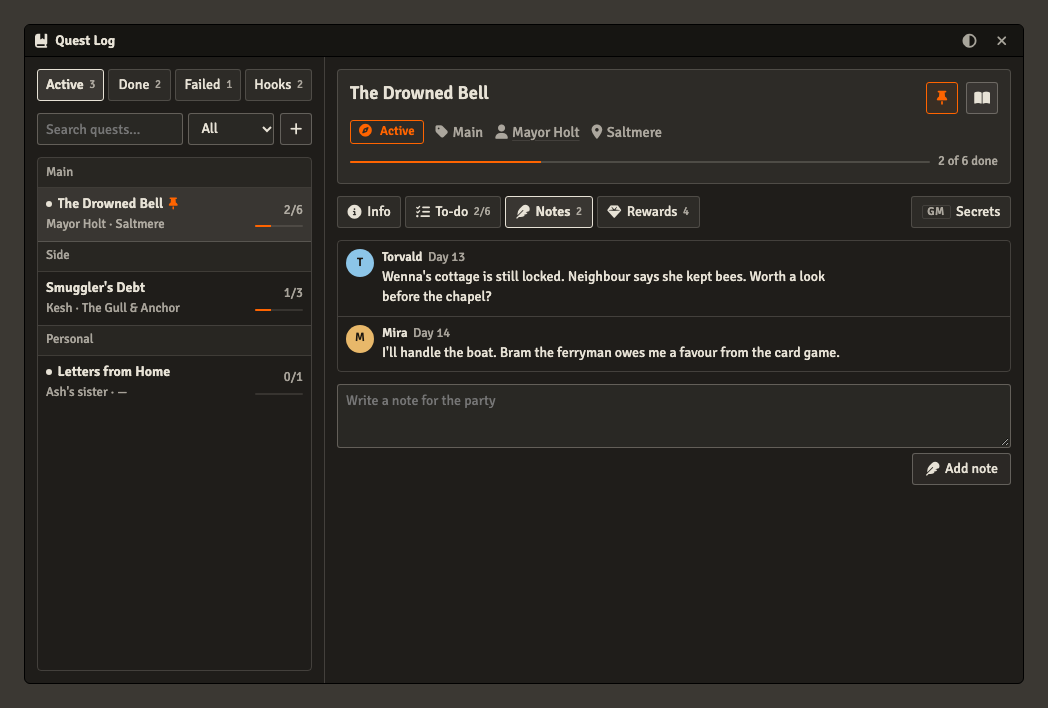 Quest Log
Active 3
Done 2
Failed 1
Hooks 2
Search quests...
All
+
Main
The Drowned Bell
2/6
Mayor Holt · Saltmere
Side
Smuggler's Debt
1/3
Kesh · The Gull & Anchor
Personal
Letters from Home
0/1
Ash's sister · —
The Drowned Bell
Active
Main
Mayor Holt
Saltmere
2 of 6 done
Info
To-do 2/6
Notes 2
Rewards 4
GM Secrets
T
Torvald Day 13
Wenna's cottage is still locked. Neighbour says she kept bees. Worth a look
before the chapel?
M
Mira Day 14
I'll handle the boat. Bram the ferryman owes me a favour from the card game.
Write a note for the party
Add note